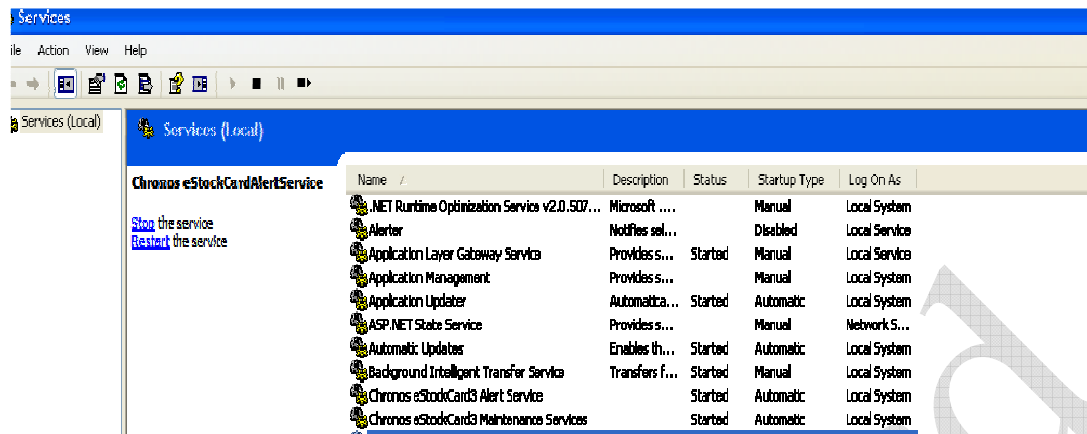 Services
ile Action View Help
Services (Local)
Services (Local)
Chronos eStockCardAlertService
Stop the service
Restart the service
Name / Description Status Startup Type Log On As
.NET Runtime Optimization Service v2.0.507... Microsoft .... Manual Local System
Alerter Notifies sel... Disabled Local Service
Application Layer Gateway Service Provides s... Started Manual Local Service
Application Management Provides s... Manual Local System
Application Updater Automatica... Started Automatic Local System
ASP.NET State Service Provides s... Manual Network S...
Automatic Updates Enables th... Started Automatic Local System
Background Intelligent Transfer Service Transfers f... Started Manual Local System
Chronos eStockCard3 Alert Service Started Automatic Local System
Chronos eStockCard3 Maintenance Services Started Automatic Local System